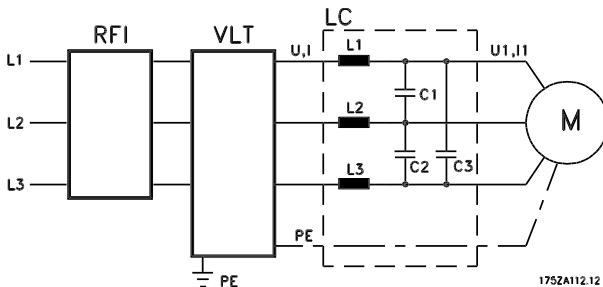 RFI
VLT
LC
L1
U,I
L1
U1,I1
C1
L2
L2
M
L3
L3
C2
C3
PE
PE
175ZA112.12